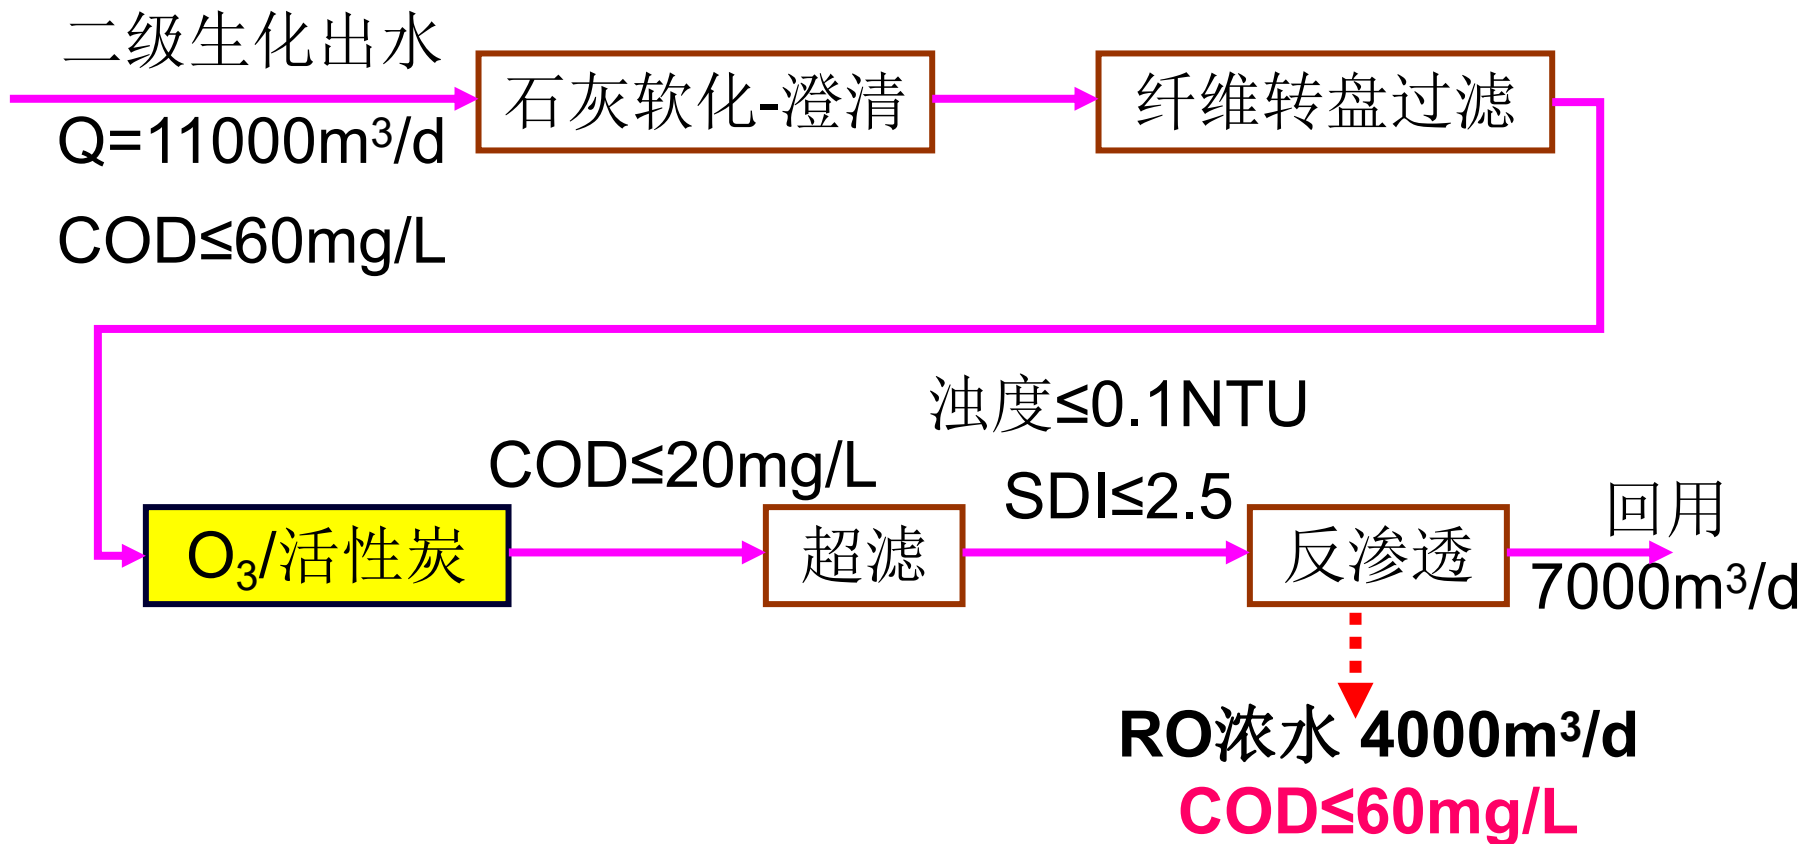 二级生化出水
Q=11000m³/d
COD≤60mg/L
石灰软化-澄清
纤维转盘过滤
O₃/活性炭
COD≤20mg/L
超滤
浊度≤0.1NTU
SDI≤2.5
反渗透
回用
7000m³/d
RO浓水 4000m³/d
COD≤60mg/L